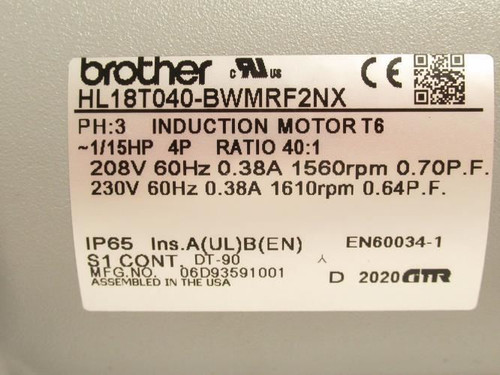 brother c UL US CE
HL18T040-BWMRF2NX
PH:3 INDUCTION MOTOR T6
~1/15HP 4P RATIO 40:1
208V 60Hz 0.38A 1560rpm 0.70P.F.
230V 60Hz 0.38A 1610rpm 0.64P.F.
IP65 Ins.A(UL)B(EN) EN60034-1
S1 CONT. DT-90 人
MFG.NO. 06D93591001
ASSEMBLED IN THE USA
D 2020 GTR